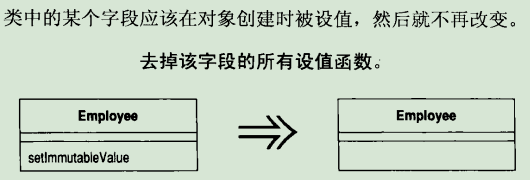 类中的某个字段应该在对象创建时被设值，然后就不再改变。
去掉该字段的所有设值函数。
Employee
setImmutableValue
Employee